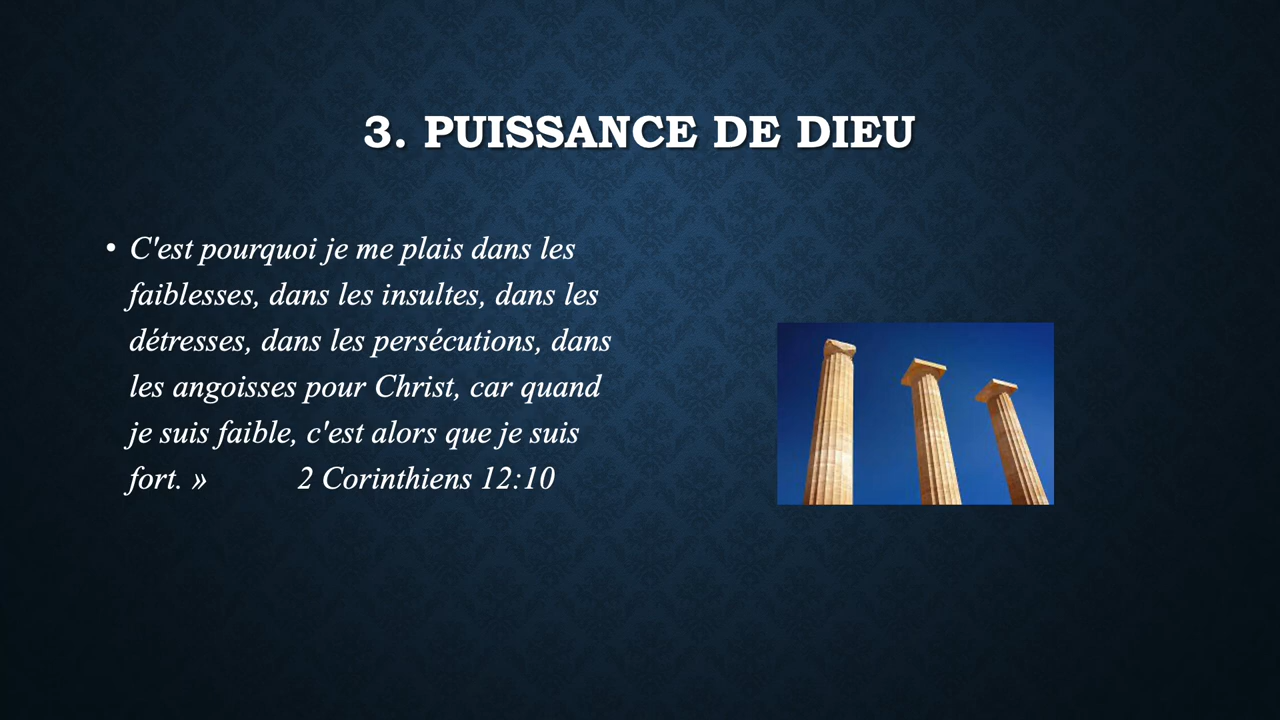 3. PUISSANCE DE DIEU
• C'est pourquoi je me plais dans les
faiblesses, dans les insultes, dans les
détresses, dans les persécutions, dans
les angoisses pour Christ, car quand
je suis faible, c'est alors que je suis
fort. » 2 Corinthiens 12:10